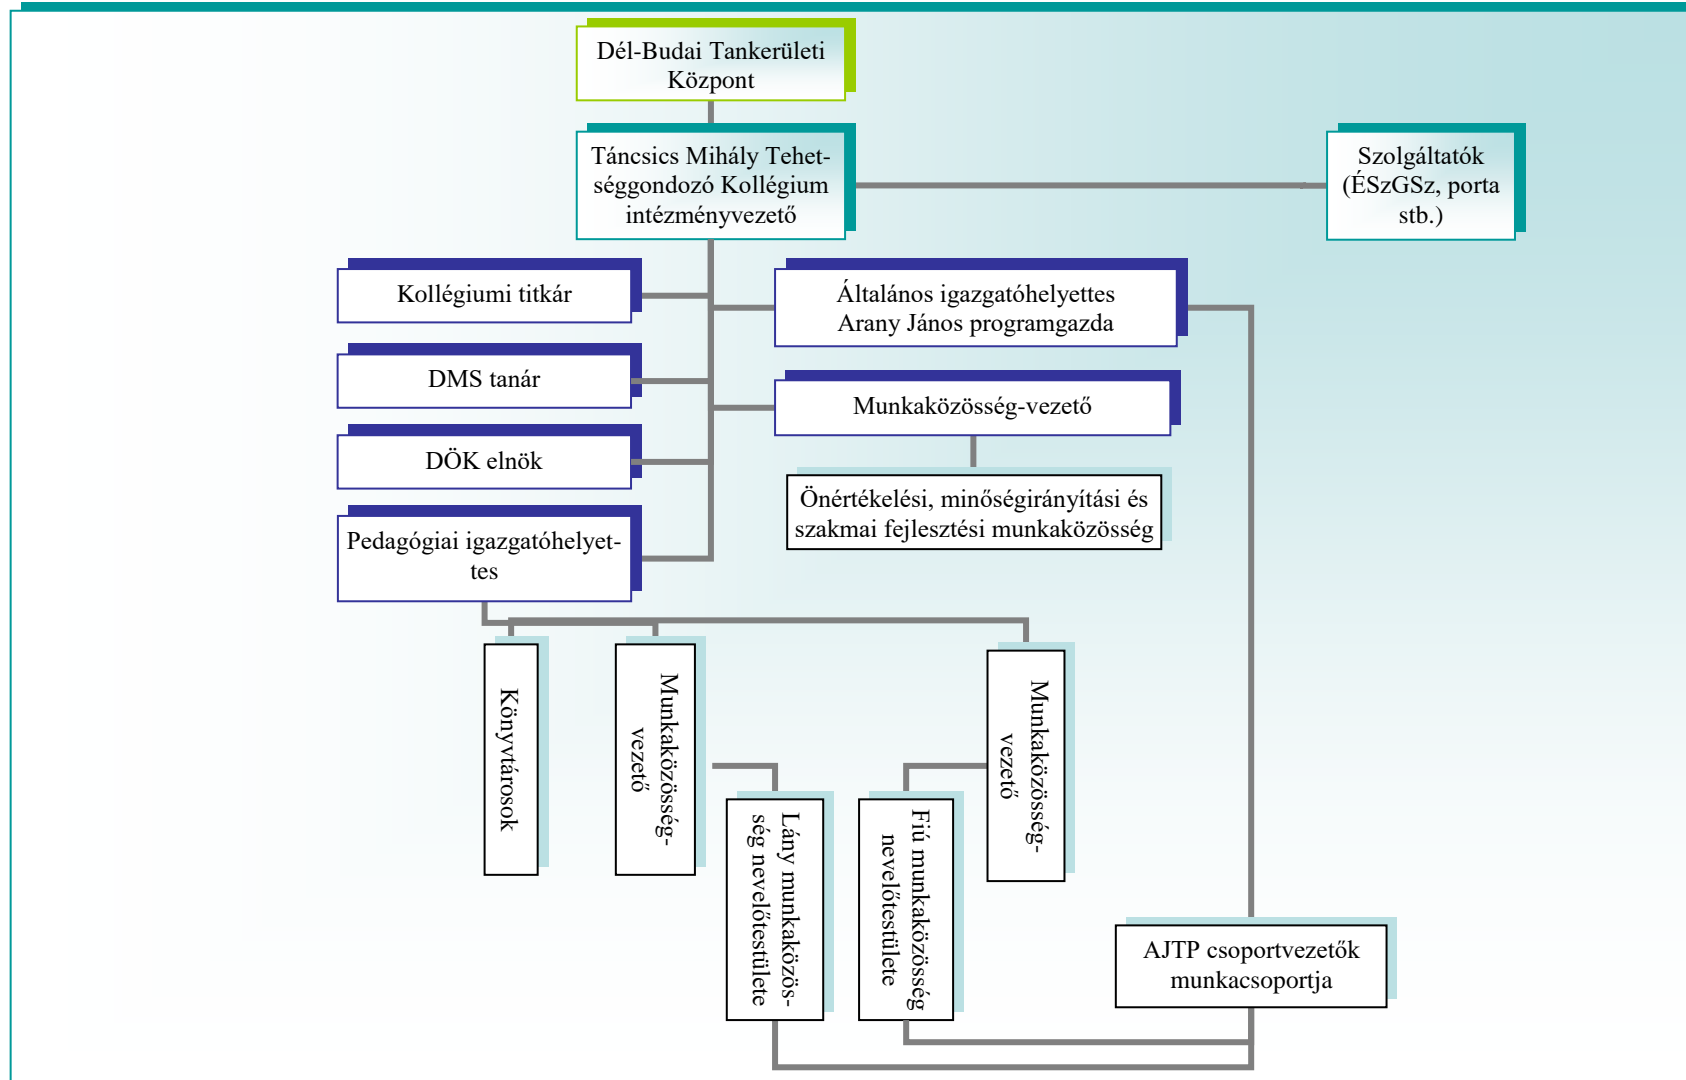 Dél-Budai Tankerületi
Központ
Táncsics Mihály Tehet-
séggondozó Kollégium
intézményvezető
Szolgáltatók
(ÉSzGSz, porta
stb.)
Kollégiumi titkár
Általános igazgatóhelyettes
Arany János programgazda
DMS tanár
Munkaközösség-vezető
DÖK elnök
Önértékelési, minőségirányítási és
szakmai fejlesztési munkaközösség
Pedagógiai igazgatóhelyet-
tes
Könyvtárosok
Munkaközösség-
vezető
Munkaközösség-
vezető
Lány munkaközös-
ség nevelőtestülete
Fiú munkaközösség
nevelőtestülete
AJTP csoportvezetők
munkacsoportja